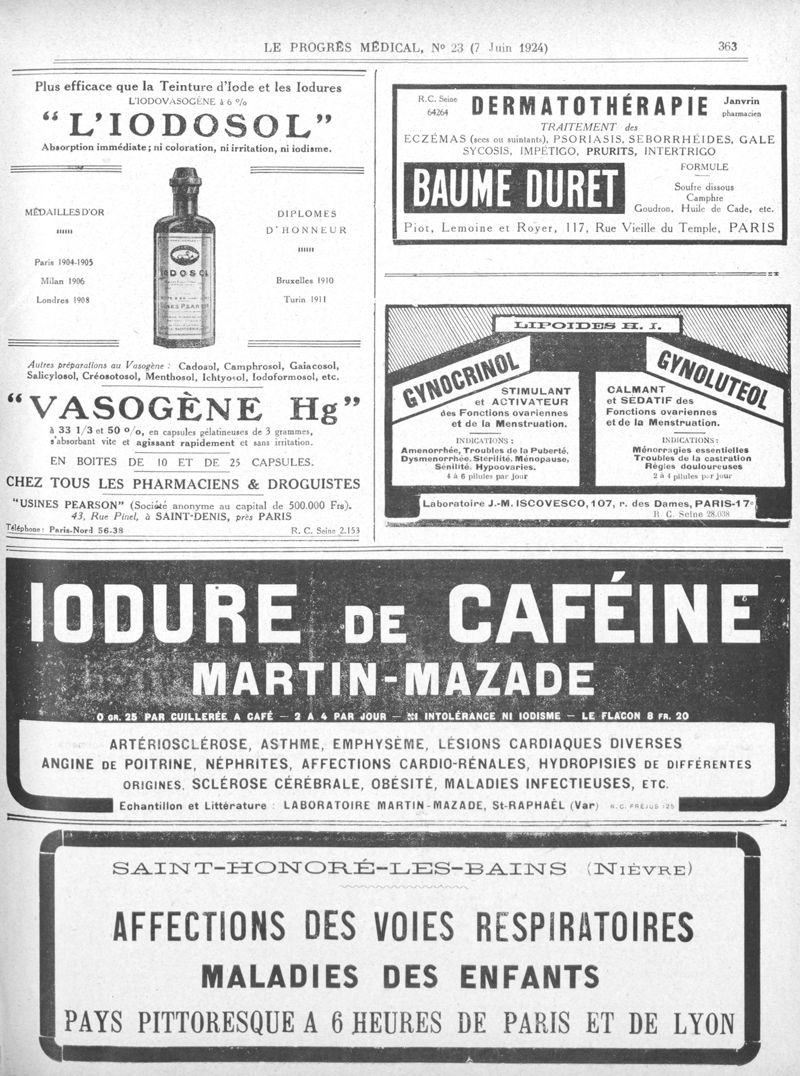 LE PROGRÈS MÉDICAL, No 23 (7 Juin 1924)
363
Plus efficace que la Teinture d'Iode et les Iodures
L'IODOVASOGÈNE à 6 %
"L'IODOSOL"
Absorption immédiate; ni coloration, ni irritation, ni iodisme.
MÉDAILLES D'OR
Paris 1904-1905
Milan 1906
Londres 1908
IODOSOL
DIPLOMES
D'HONNEUR
Bruxelles 1910
Turin 1911
Autres préparations au Vasogène : Cadosol, Camphrosol, Gaiacosol,
Salicylosol, Créosotosol, Menthosol, Ichtyosol, Iodoformosol, etc.
"VASOGÈNE Hg"
à 33 1/3 et 50 %, en capsules gélatineuses de 3 grammes,
s'absorbant vite et agissant rapidement et sans irritation.
EN BOITES DE 10 ET DE 25 CAPSULES.
CHEZ TOUS LES PHARMACIENS & DROGUISTES
"USINES PEARSON" (Société anonyme au capital de 500.000 Frs).
43, Rue Pinel, à SAINT-DENIS, près PARIS
Téléphone : Paris-Nord 56-38
R. C. Seine 2.153
R.C. Seine
64264
DERMATOTHÉRAPIE
Janvrin
pharmacien
TRAITEMENT des
ECZÉMAS (secs ou suintants), PSORIASIS, SEBORRHÉIDES, GALE
SYCOSIS, IMPÉTIGO, PRURITS, INTERTRIGO
BAUME DURET
FORMULE
Soufre dissous
Camphre
Goudron, Huile de Cade, etc.
Piot, Lemoine et Royer, 117, Rue Vieille du Temple, PARIS
LIPOIDES H. I.
GYNOCRINOL
STIMULANT
et ACTIVATEUR
des Fonctions ovariennes
et de la Menstruation.
INDICATIONS :
Amenorrhée, Troubles de la Puberté,
Dysmenorrhée, Stérilité, Ménopause,
Sénilité, Hypoovaries.
4 à 6 pilules par jour
GYNOLUTEOL
CALMANT
et SÉDATIF des
Fonctions ovariennes
et de la Menstruation.
INDICATIONS :
Ménorragies essentielles
Troubles de la castration
Règles douloureuses
2 à 4 pilules par jour
Laboratoire J.-M. ISCOVESCO, 107, r. des Dames, PARIS-17e
R. C. Seine 28.038
IODURE DE CAFÉINE
MARTIN-MAZADE
0 GR. 25 PAR CUILLERÉE A CAFÉ — 2 A 4 PAR JOUR — NI INTOLÉRANCE NI IODISME — LE FLACON 8 FR. 20
ARTÉRIOSCLÉROSE, ASTHME, EMPHYSÈME, LÉSIONS CARDIAQUES DIVERSES
ANGINE DE POITRINE, NÉPHRITES, AFFECTIONS CARDIO-RÉNALES, HYDROPISIES DE DIFFÉRENTES
ORIGINES, SCLÉROSE CÉRÉBRALE, OBÉSITÉ, MALADIES INFECTIEUSES, ETC.
Echantillon et Littérature : LABORATOIRE MARTIN-MAZADE, St-RAPHAËL (Var) R.C. FRÉJUS
SAINT-HONORÉ-LES-BAINS (NIÈVRE)
AFFECTIONS DES VOIES RESPIRATOIRES
MALADIES DES ENFANTS
PAYS PITTORESQUE A 6 HEURES DE PARIS ET DE LYON